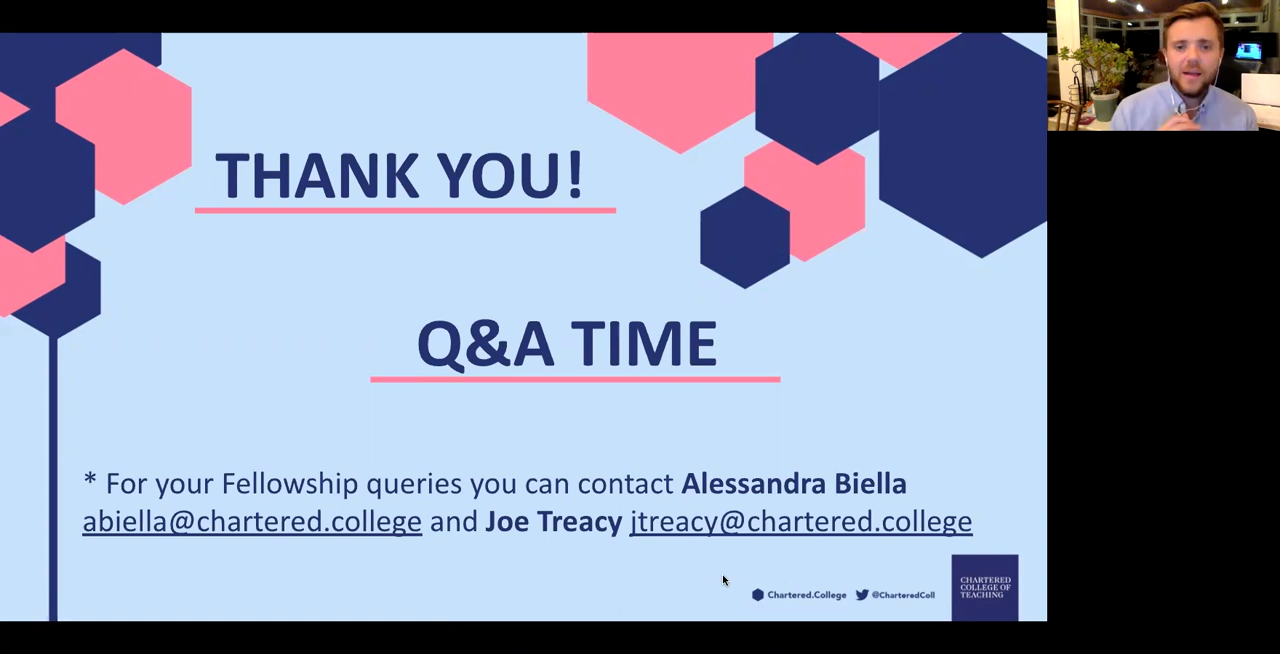 THANK YOU!
Q&A TIME
* For your Fellowship queries you can contact Alessandra Biella
abiella@chartered.college and Joe Treacy jtreacy@chartered.college
Chartered.College @CharteredColl
CHARTERED
COLLEGE OF
TEACHING